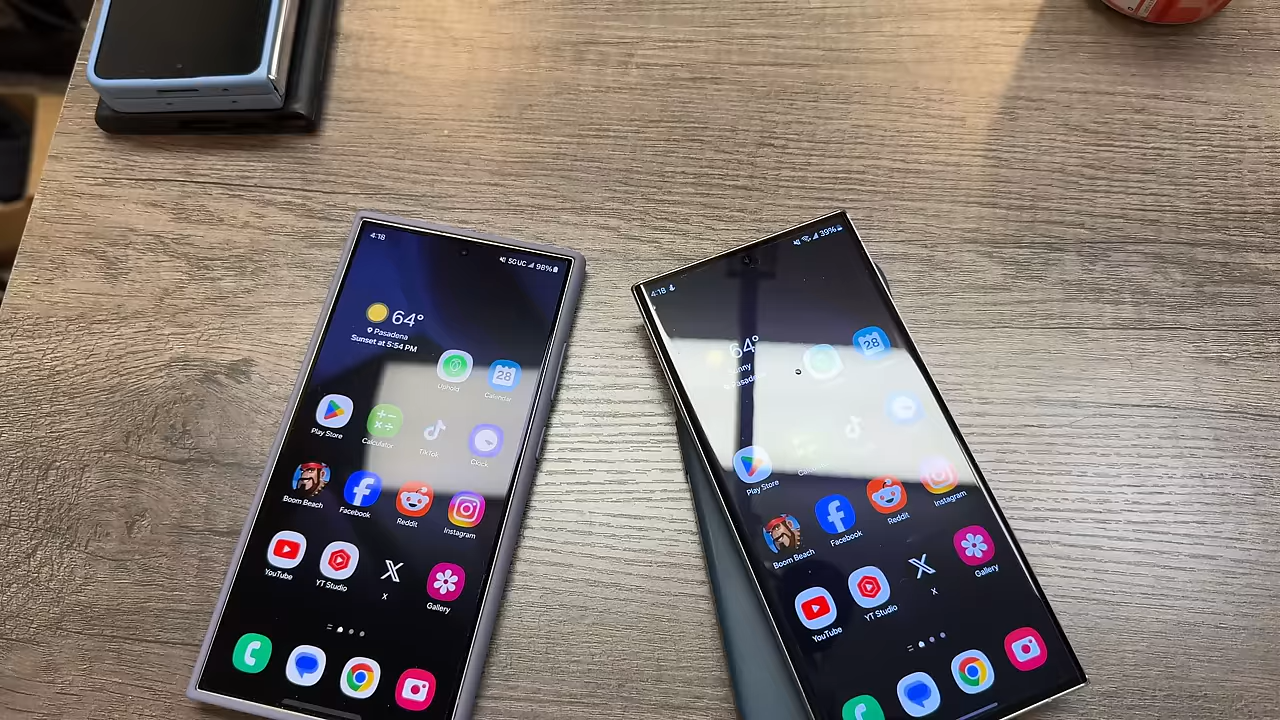 4:18
5G UC 98%
64°
Pasadena
Sunset at 5:54 PM
Uphold
28
Calendar
Play Store
Calculator
TikTok
Clock
Boom Beach
Facebook
Reddit
Instagram
YouTube
YT Studio
X
Gallery
4:18
39%
64°
28
Play Store
Boom Beach
Facebook
Reddit
Instagram
YouTube
YT Studio
X
Gallery